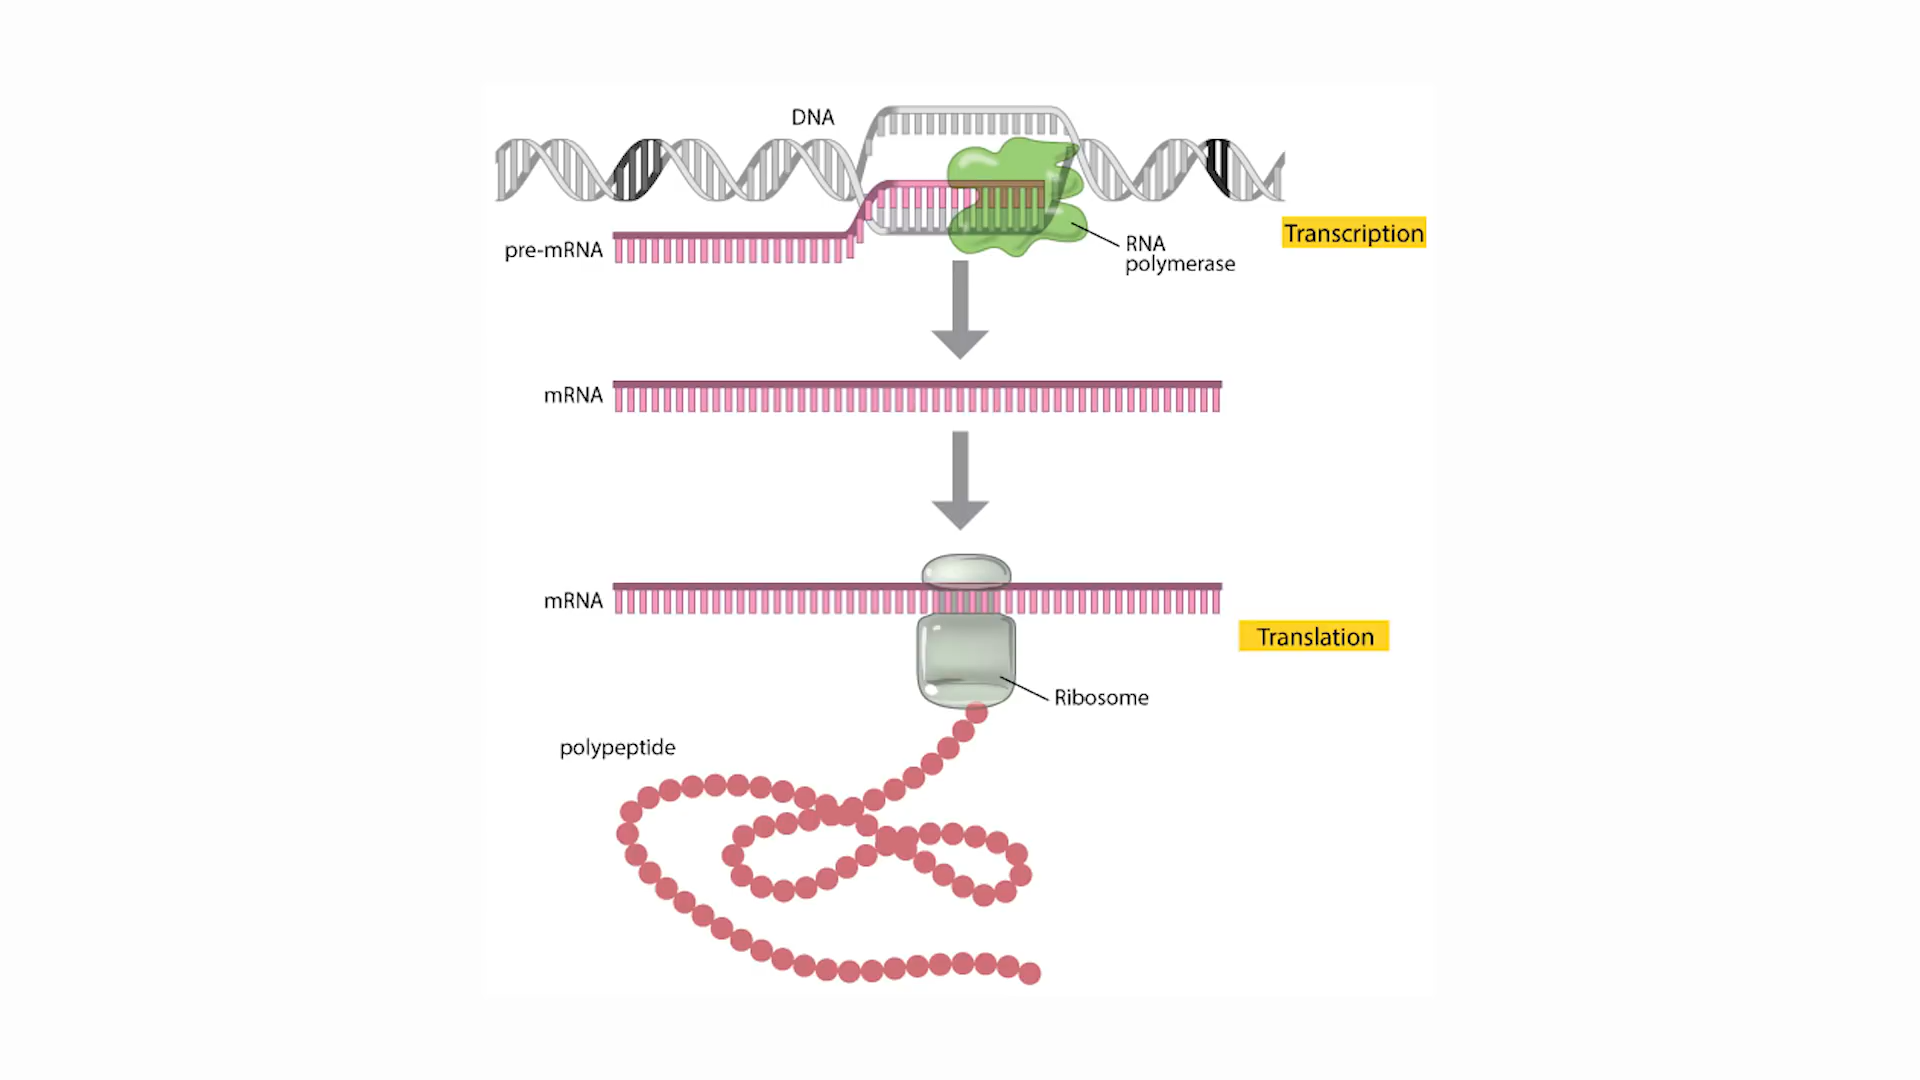 DNA
Transcription
pre-mRNA
RNA
polymerase
mRNA
mRNA
Translation
Ribosome
polypeptide